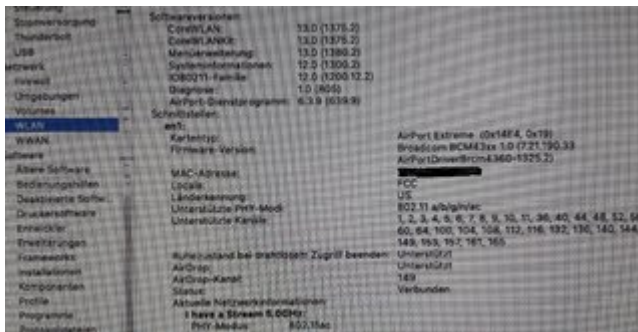 Steuerung
Stromversorgung
Thunderbolt
USB
Netzwerk
Firewall
Umgebungen
Volumes
WLAN
WWAN
Software
Ältere Software
Bedienungshilfen
Deaktivierte Softw...
Druckersoftware
Entwickler
Erweiterungen
Frameworks
Installationen
Komponenten
Profile
Programme
Softwareversionen:
CoreWLAN: 13.0 (1375.2)
CoreWLANKit: 13.0 (1375.2)
Menüerweiterung: 13.0 (1380.2)
Systeminformationen: 12.0 (1300.2)
IO80211-Familie: 12.0 (1200.12.2)
Diagnose: 1.0 (805)
AirPort-Dienstprogramm: 6.3.9 (639.9)
Schnittstellen:
en1:
Kartentyp: AirPort Extreme (0x14E4, 0x19)
Firmware-Version: Broadcom BCM43xx 1.0 (7.21.190.33
AirPortDriverBrcm4360-1325.2)
MAC-Adresse:
Locale: FCC
Länderkennung: US
Unterstützte PHY-Modi: 802.11 a/b/g/n/ac
Unterstützte Kanäle: 1, 2, 3, 4, 5, 6, 7, 8, 9, 10, 11, 36, 40, 44, 48, 52, 56
60, 64, 100, 104, 108, 112, 116, 132, 136, 140, 144,
149, 153, 157, 161, 165
Ruhezustand bei drahtlosem Zugriff beenden: Unterstützt
AirDrop: Unterstützt
AirDrop-Kanal: 149
Status: Verbunden
Aktuelle Netzwerkinformationen:
I have a Stream 5.0GHz:
PHY-Modus: 802.11ac